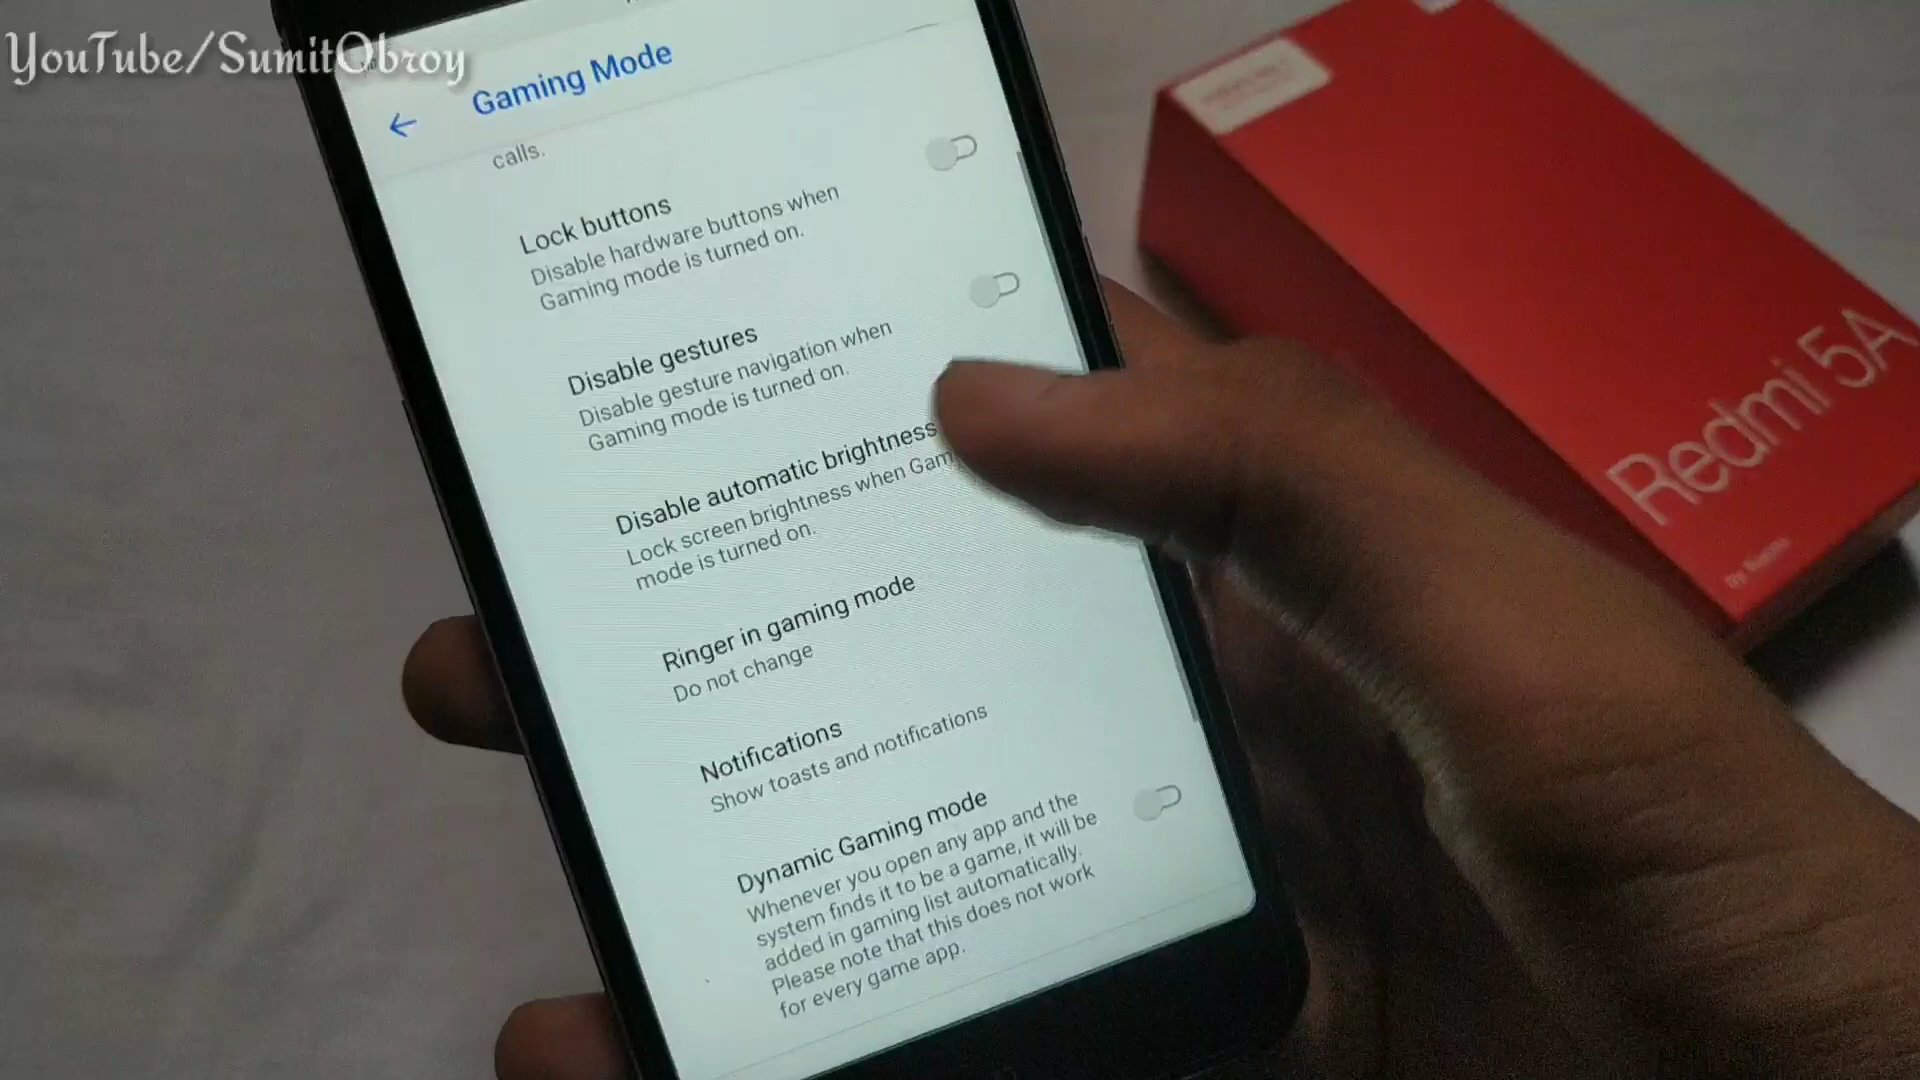 YouTube/SumitObroy
Gaming Mode
calls.
Lock buttons
Disable hardware buttons when
Gaming mode is turned on.
Disable gestures
Disable gesture navigation when
Gaming mode is turned on.
Disable automatic brightness
Lock screen brightness when Gam
mode is turned on.
Ringer in gaming mode
Do not change
Notifications
Show toasts and notifications
Dynamic Gaming mode
Whenever you open any app and the
system finds it to be a game, it will be
added in gaming list automatically.
Please note that this does not work
for every game app.
Redmi 5A